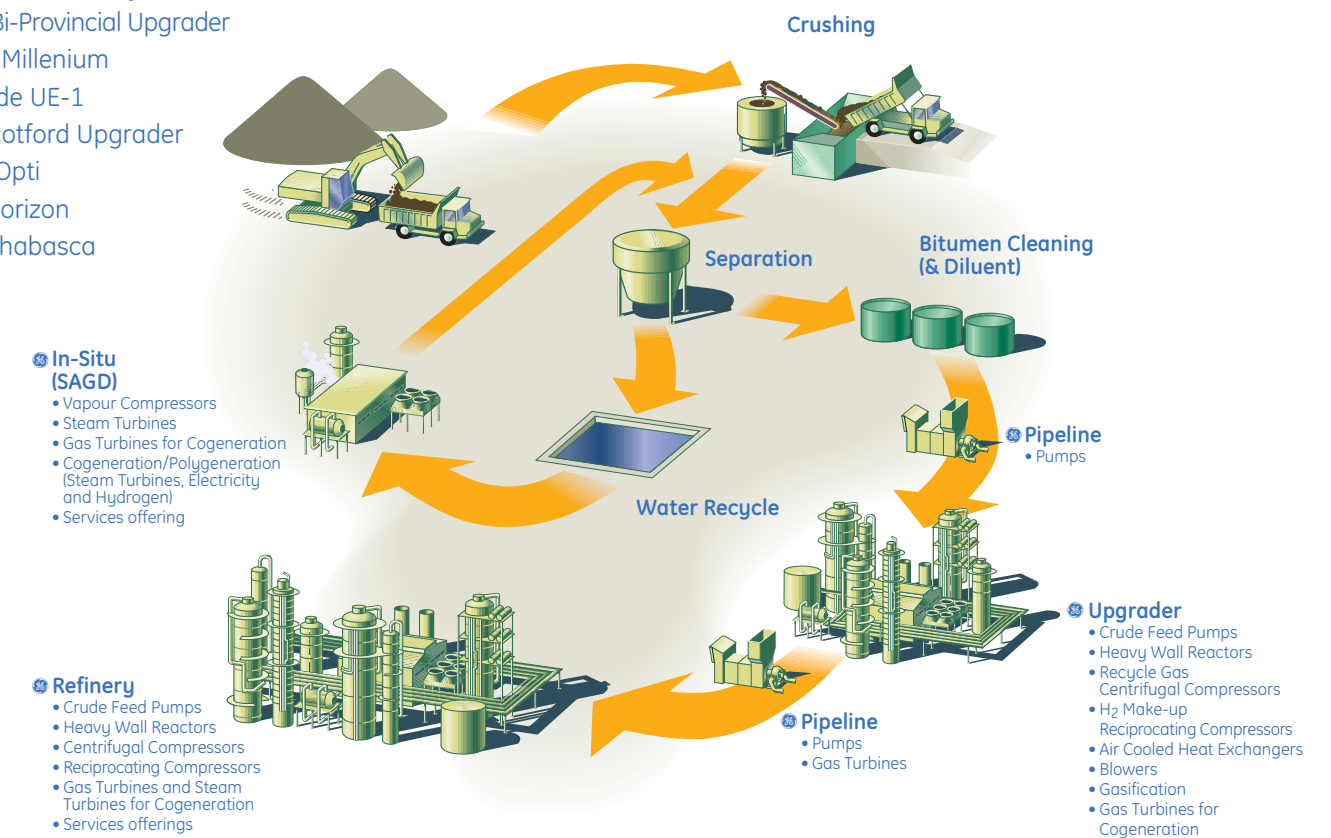 Bi-Provincial Upgrader
Millenium
UE-1
Upgrader
Opti
Crushing
Separation
Bitumen Cleaning
(& Diluent)
In-Situ
(SAGD)
• Vapour Compressors
• Steam Turbines
• Gas Turbines for Cogeneration
• Cogeneration/Polygeneration
(Steam Turbines, Electricity
and Hydrogen)
• Services offering
Pipeline
• Pumps
Water Recycle
Upgrader
• Crude Feed Pumps
• Heavy Wall Reactors
• Recycle Gas
Centrifugal Compressors
• H2 Make-up
Reciprocating Compressors
• Air Cooled Heat Exchangers
• Blowers
• Gasification
• Gas Turbines for
Cogeneration
Refinery
• Crude Feed Pumps
• Heavy Wall Reactors
• Centrifugal Compressors
• Reciprocating Compressors
• Gas Turbines and Steam
Turbines for Cogeneration
• Services offerings
Pipeline
• Pumps
• Gas Turbines